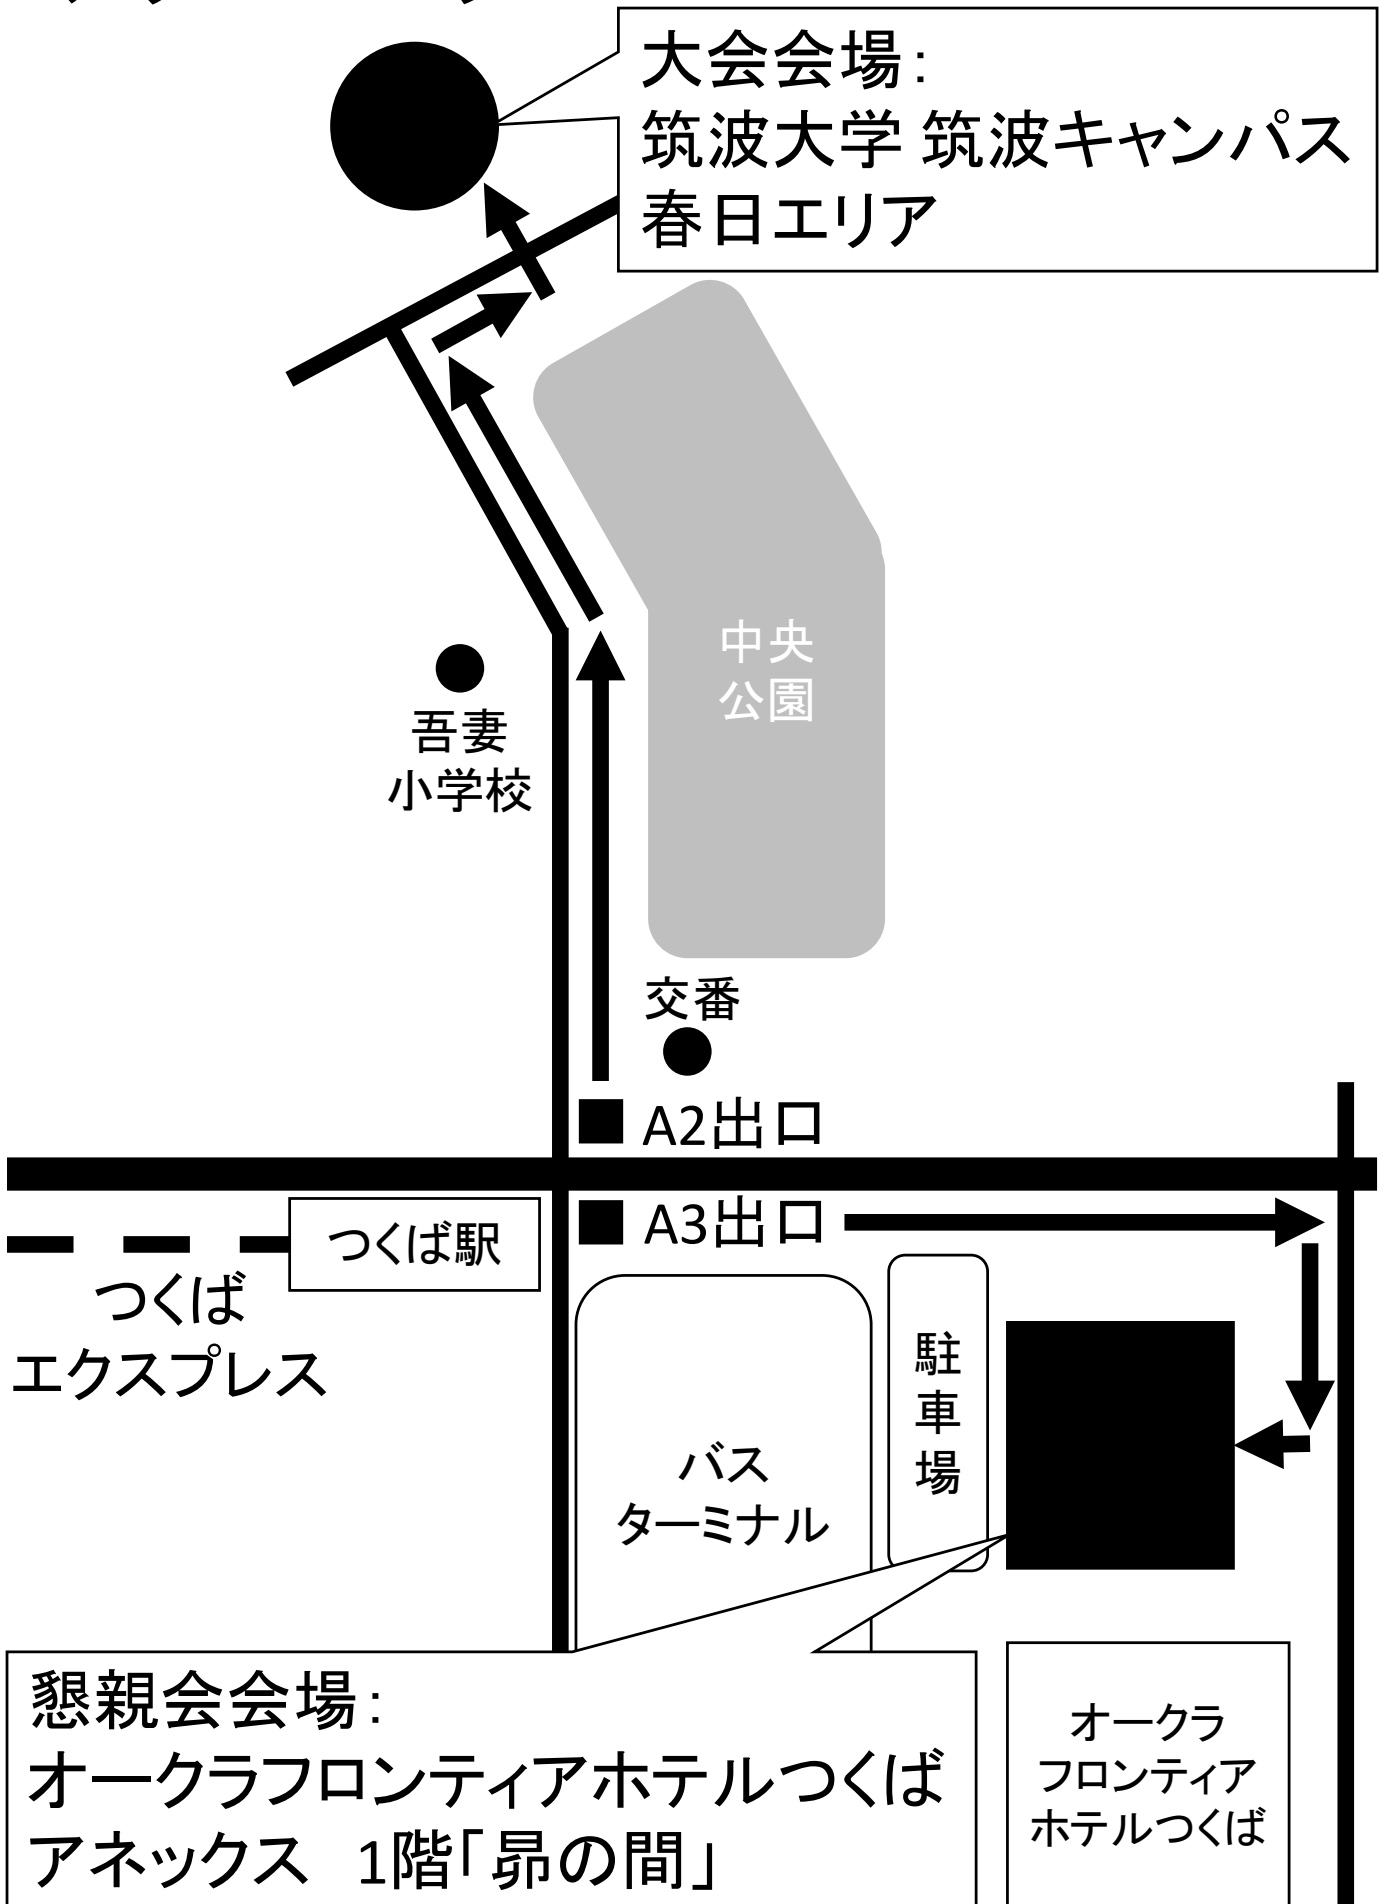 大会会場:
筑波大学 筑波キャンパス
春日エリア
中央
公園
吾妻
小学校
交番
A2出口
つくば駅
A3出口
つくば
エクスプレス
駐
車
場
バス
ターミナル
懇親会会場:
オークラフロンティアホテルつくば
アネックス 1階「昴の間」
オークラ
フロンティア
ホテルつくば